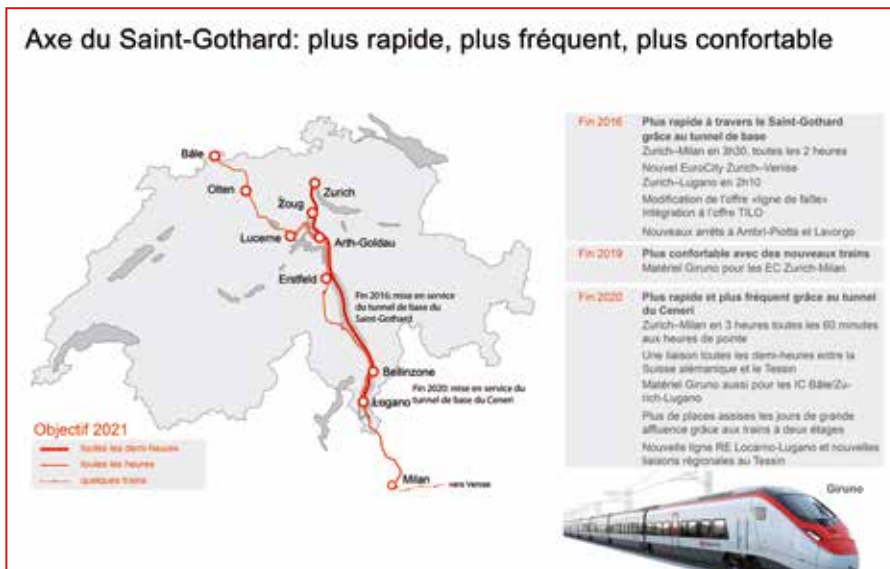 Axe du Saint-Gothard: plus rapide, plus fréquent, plus confortable
Bâle
Olten
Zurich
Zoug
Lucerne
Arth-Goldau
Erstfeld
Fin 2016: mise en service
du tunnel de base du
Saint-Gothard
Bellinzone
Fin 2020: mise en service du
tunnel de base du Ceneri
Lugano
Milan
vers Venise
Objectif 2021
toutes les demi-heures
toutes les heures
quelques trains
Fin 2016 Plus rapide à travers le Saint-Gothard
grâce au tunnel de base
Zurich–Milan en 3h30, toutes les 2 heures
Nouvel EuroCity Zurich–Venise
Zurich–Lugano en 2h10
Modification de l'offre «ligne de faîte»
Intégration à l'offre TILO
Nouveaux arrêts à Ambrì-Piotta et Lavorgo
Fin 2019 Plus confortable avec des nouveaux trains
Matériel Giruno pour les EC Zurich-Milan
Fin 2020 Plus rapide et plus fréquent grâce au tunnel
du Ceneri
Zurich–Milan en 3 heures toutes les 60 minutes
aux heures de pointe
Une liaison toutes les demi-heures entre la
Suisse alémanique et le Tessin
Matériel Giruno aussi pour les IC Bâle/Zu-
rich-Lugano
Plus de places assises les jours de grande
affluence grâce aux trains à deux étages
Nouvelle ligne RE Locarno-Lugano et nouvelles
liaisons régionales au Tessin
Giruno